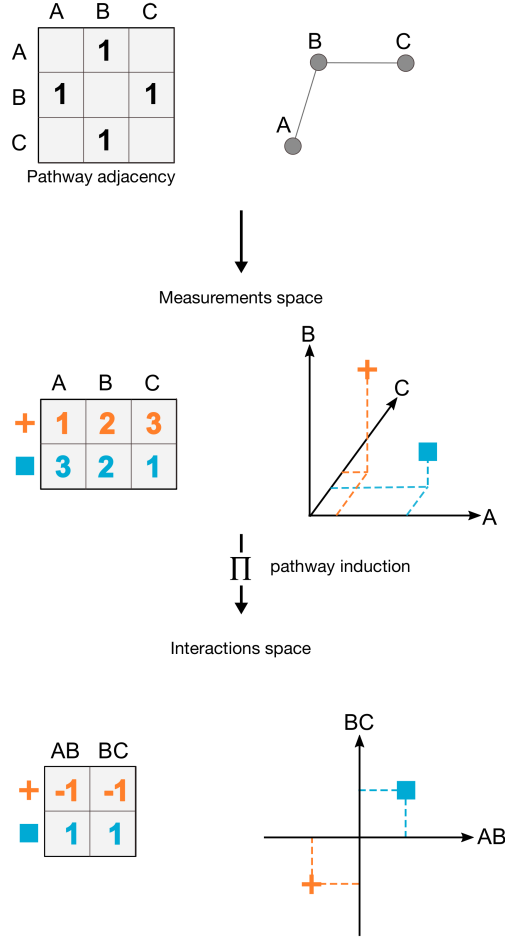 A B C
A 1
B 1 1
C 1
Pathway adjacency
B C
A
Measurements space
A B C
+ 1 2 3
3 2 1
B
C
A
∏ pathway induction
Interactions space
AB BC
+ -1 -1
1 1
BC
AB